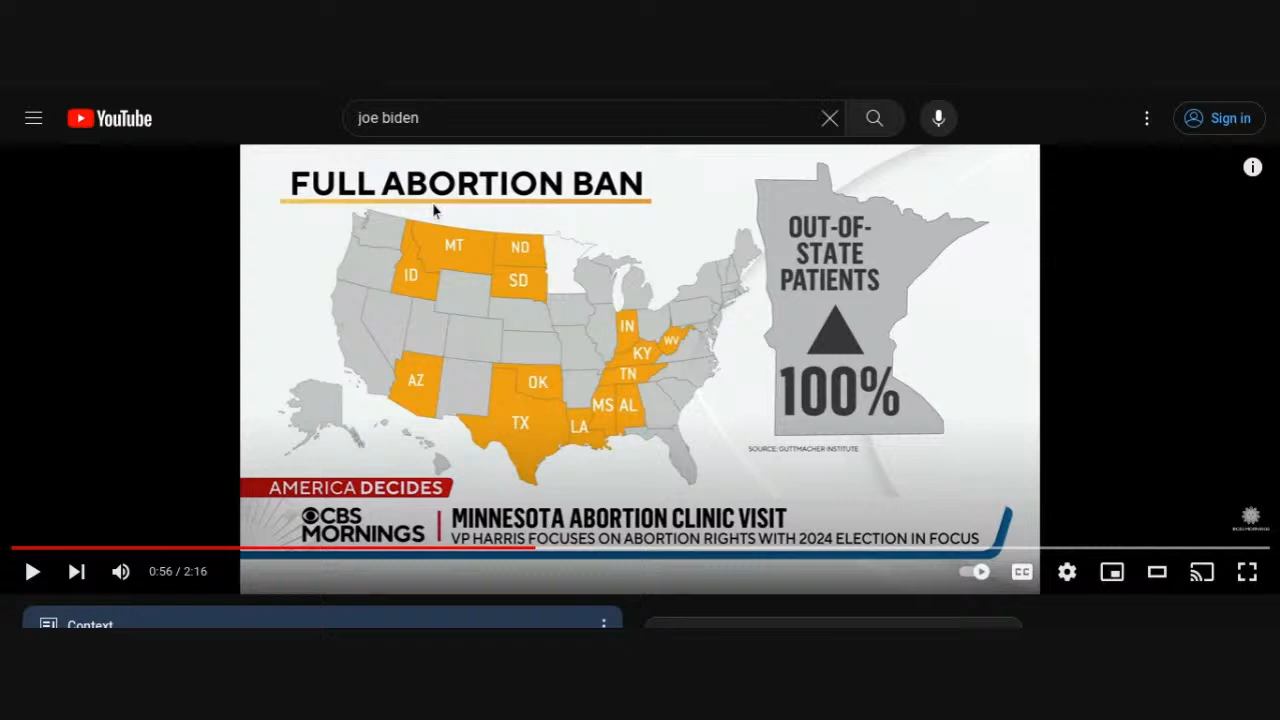 YouTube
joe biden
Sign in
FULL ABORTION BAN
MT
ND
ID
SD
IN
WV
KY
TN
AZ
OK
MS
AL
TX
LA
OUT-OF-
STATE
PATIENTS
100%
SOURCE: GUTTMACHER INSTITUTE
AMERICA DECIDES
CBS
MORNINGS
MINNESOTA ABORTION CLINIC VISIT
VP HARRIS FOCUSES ON ABORTION RIGHTS WITH 2024 ELECTION IN FOCUS
CBS MORNINGS
0:56 / 2:16
CC
Context